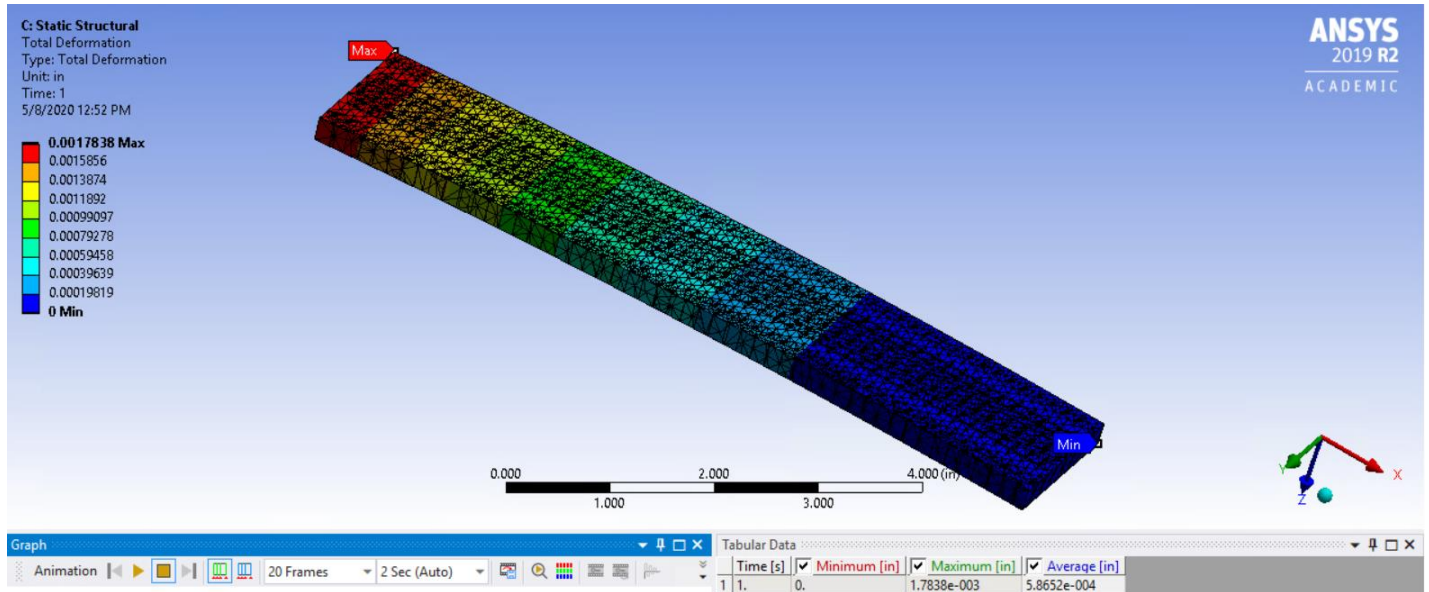 C: Static Structural
Total Deformation
Type: Total Deformation
Unit: in
Time: 1
5/8/2020 12:52 PM
0.0017838 Max
0.0015856
0.0013874
0.0011892
0.00099097
0.00079278
0.00059458
0.00039639
0.00019819
0 Min
Max
ANSYS
2019 R2
ACADEMIC
Min
0.000 2.000 4.000 (in)
1.000 3.000
Y X
Z
Graph
Animation 20 Frames 2 Sec (Auto)
Tabular Data
Time [s] Minimum [in] Maximum [in] Average [in]
1 1. 0. 1.7838e-003 5.8652e-004